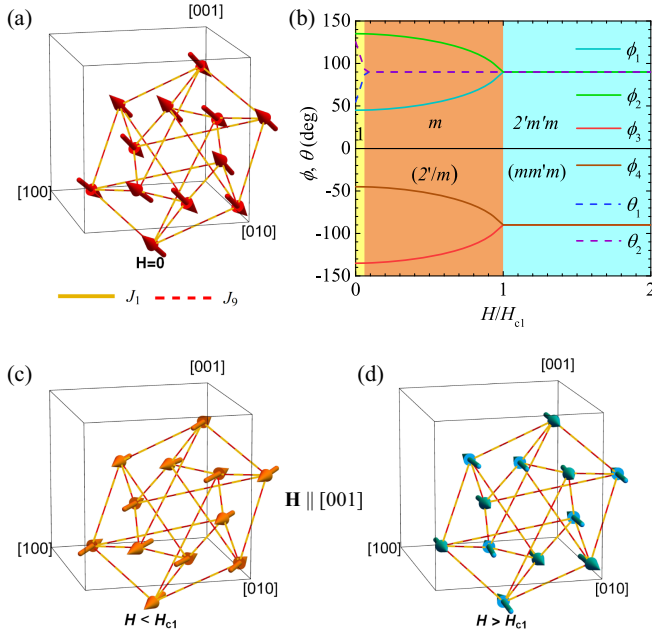 (a)
[001]
[100]
[010]
H=0
J1
J9
(b)
150
100
50
0
-50
-100
-150
ϕ, θ (deg)
1
m
2'm'm
(2'/m)
(mm'm)
ϕ1
ϕ2
ϕ3
ϕ4
θ1
θ2
0
1
2
H/Hc1
(c)
[001]
[100]
[010]
H < Hc1
H || [001]
(d)
[001]
[100]
[010]
H > Hc1